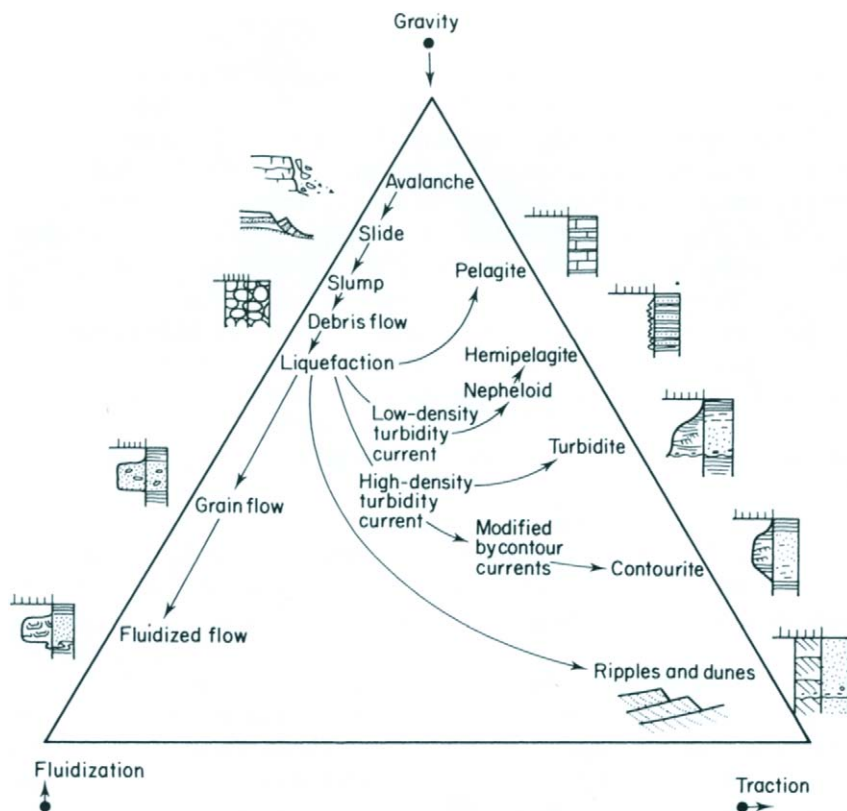 Gravity
Avalanche
Slide
Pelagite
Slump
Debris flow
Liquefaction
Hemipelagite
Nepheloid
Low-density
turbidity
current
Turbidite
High-density
turbidity
current
Grain flow
Modified
by contour
currents
Contourite
Fluidized flow
Ripples and dunes
Fluidization
Traction